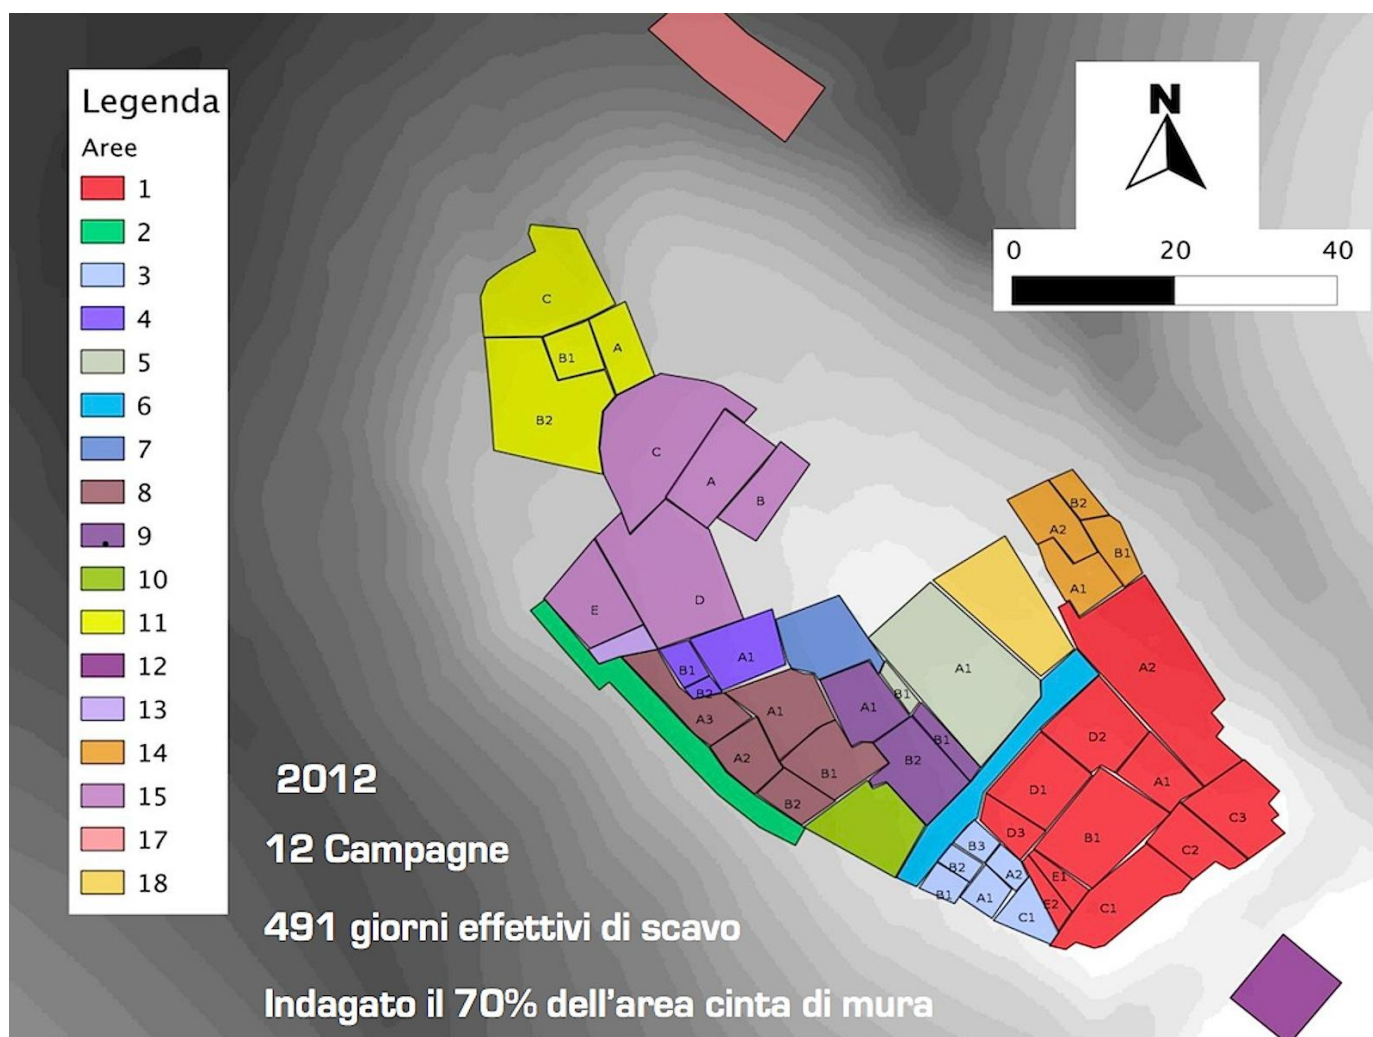 Legenda
Aree
1
2
3
4
5
6
7
8
9
10
11
12
13
14
15
17
18
N
0 20 40
C
B1
A
B2
C
A
B
E
D
B1
A1
B2
A3
A1
A2
B1
B2
A1
B1
B2
B1
A1
A2
B2
B1
A1
A2
D2
A1
D1
D3
B1
C3
C2
E1
E2
C1
B3
B2
A2
B1
A1
C1
2012
12 Campagne
491 giorni effettivi di scavo
Indagato il 70% dell'area cinta di mura